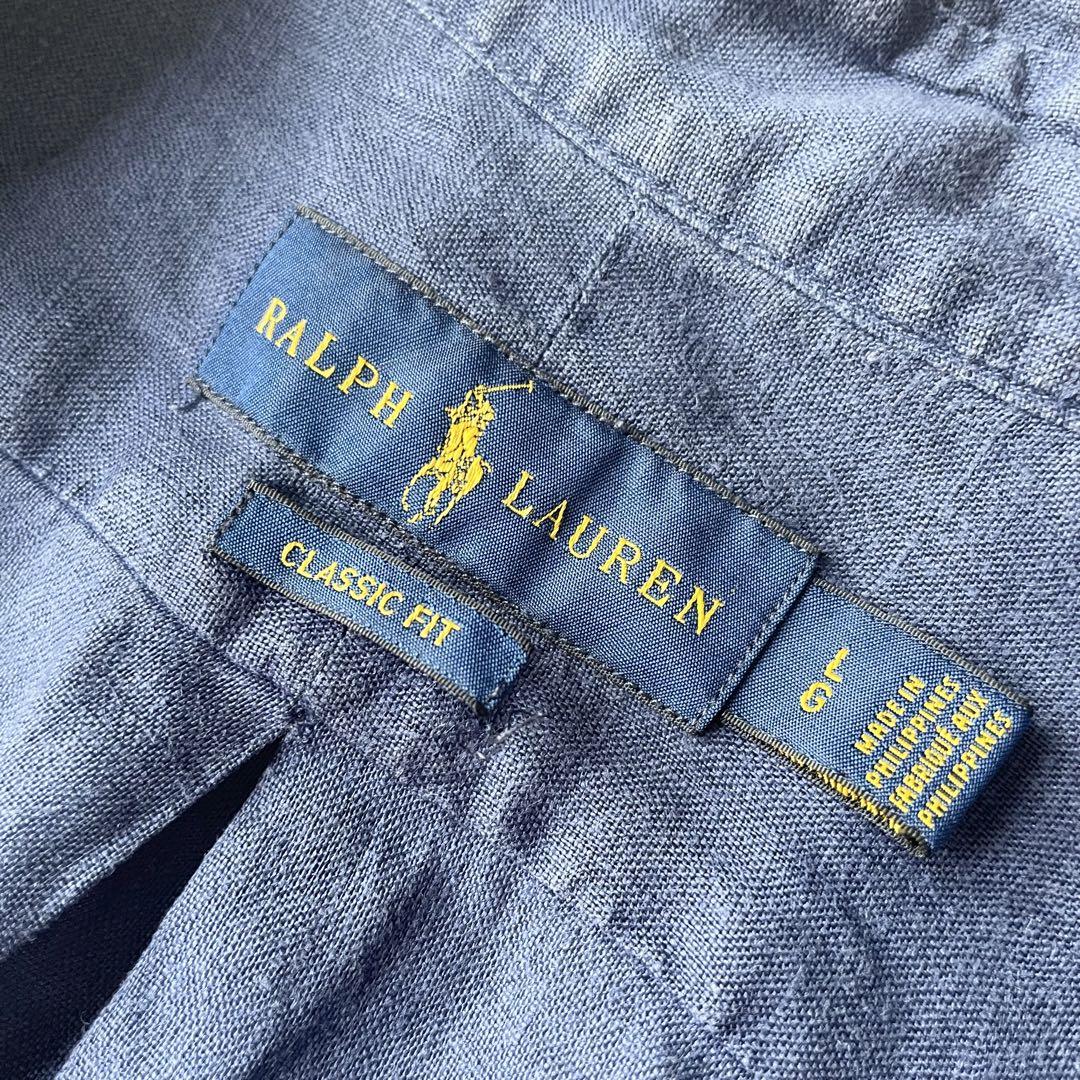 RALPH LAUREN
CLASSIC FIT
L
G
MADE IN
PHILIPPINES
FABRIQUÉ AUX
PHILIPPINES